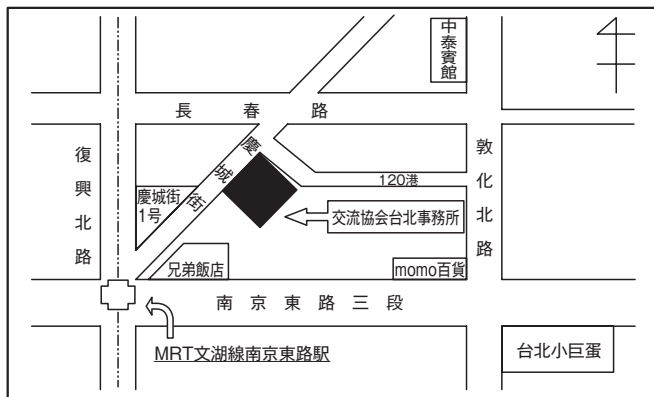 中泰賓館
長春路
復興北路
慶城街
敦化北路
120港
慶城街
1号
交流協会台北事務所
兄弟飯店
momo百貨
南京東路三段
MRT文湖線南京東路駅
台北小巨蛋